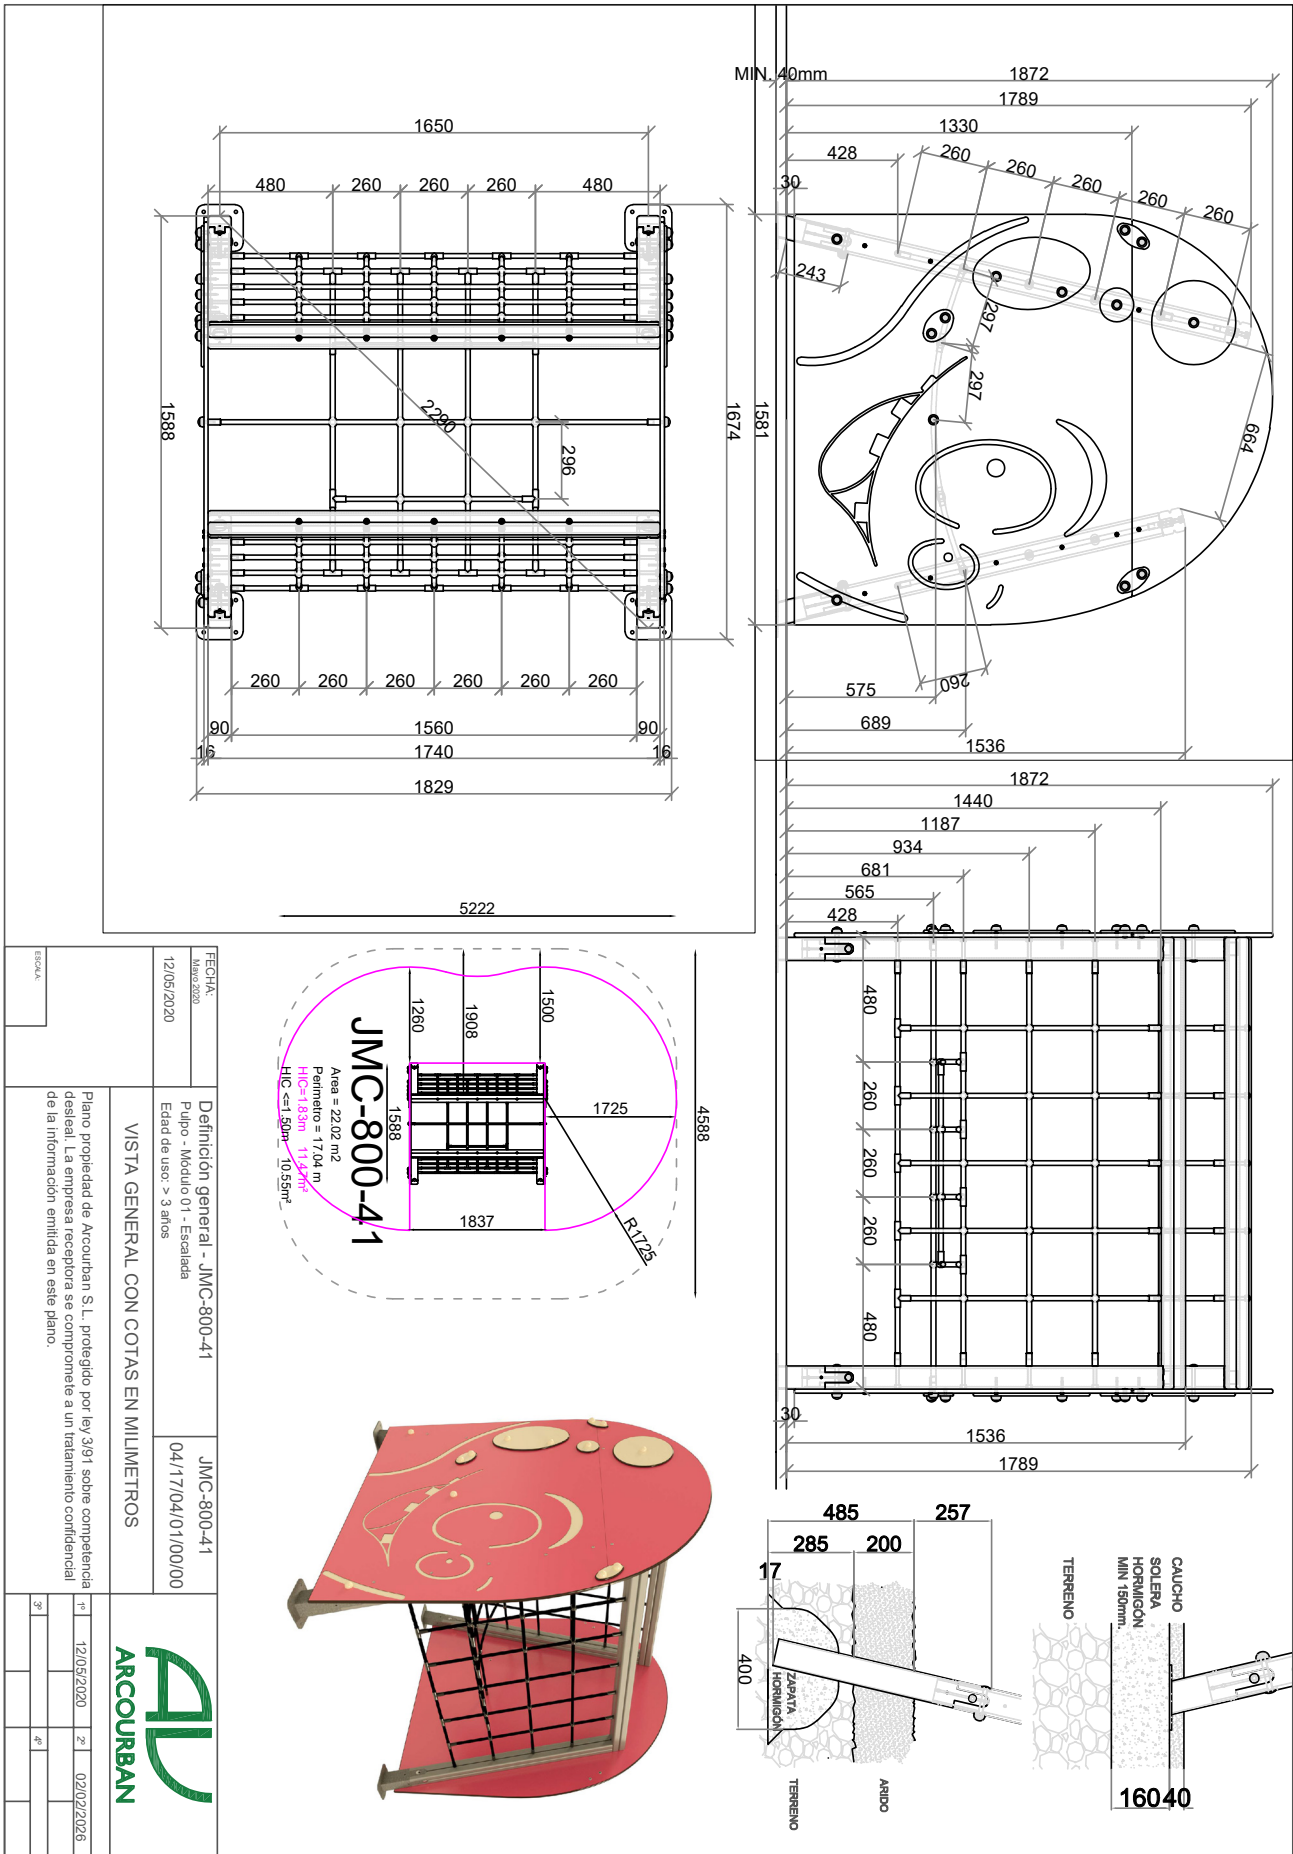 MIN. 40mm
1872
1789
1330
428
260
260
260
260
260
30
243
297
297
664
1581
260
575
689
1536
1650
480
260
260
260
480
1588
2290
296
1674
260
260
260
260
260
260
90
1560
90
16
1740
16
1829
1872
1440
1187
934
681
565
428
480
260
260
260
480
30
1536
1789
5222
4588
1260
1908
1500
1725
1588
1837
R1725
JMC-800-41
Area = 22.02 m2
Perimetro = 17.04 m
HIC=1.83m 11.47m²
HIC <=1.50m 10.55m²
485
257
285
200
17
400
ZAPATA
HORMIGÓN
ARIDO
TERRENO
CAUCHO
SOLERA
HORMIGÓN
MIN 150mm.
TERRENO
160
40
FECHA:
Mayo 2020
12/05/2020
Definición general - JMC-800-41
Pulpo - Módulo 01 - Escalada
Edad de uso: > 3 años
JMC-800-41
04/17/04/01/00/00
VISTA GENERAL CON COTAS EN MILIMETROS
ESCALA:
Plano propiedad de Arcourban S.L. protegido por ley 3/91 sobre competencia
desleal. La empresa receptora se compromete a un tratamiento confidencial
de la información emitida en este plano.
1º 12/05/2020 2º 02/02/2026
3º 4º
ARCOURBAN